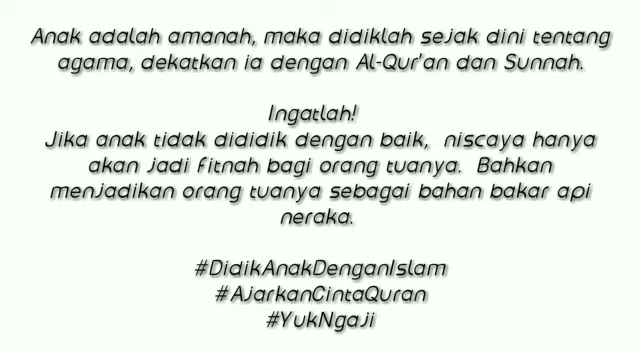 Anak adalah amanah, maka didiklah sejak dini tentang
agama, dekatkan ia dengan Al-Qur'an dan Sunnah.
Ingatlah!
Jika anak tidak dididik dengan baik, niscaya hanya
akan jadi fitnah bagi orang tuanya. Bahkan
menjadikan orang tuanya sebagai bahan bakar api
neraka.
#DidikAnakDenganIslam
#AjarkanCintaQuran
#YukNgaji